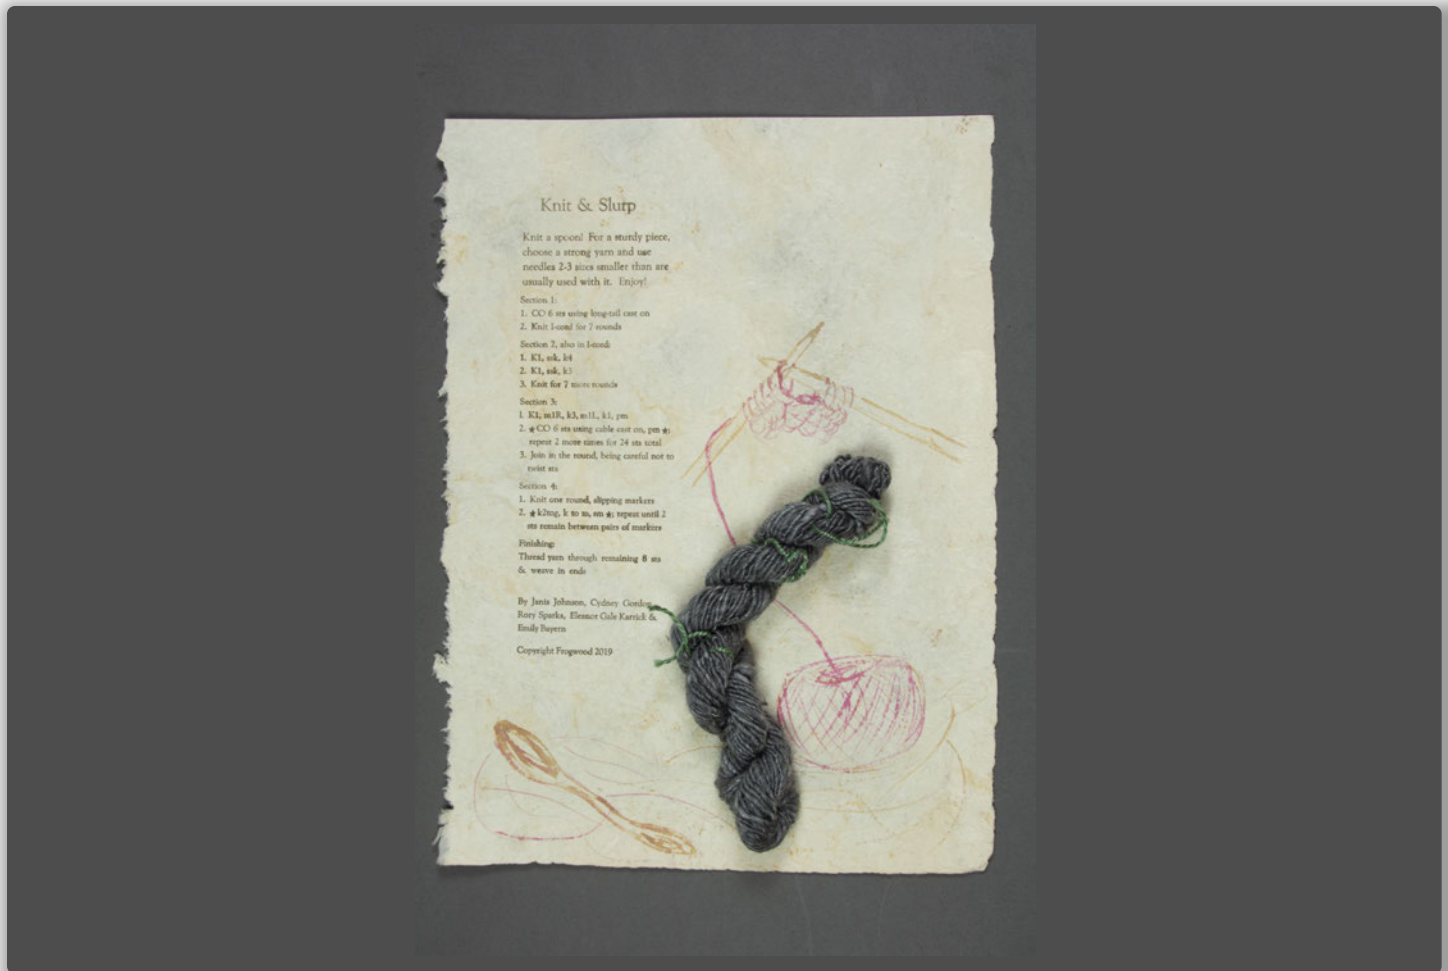 Knit & Slurp
Knit a spoon! For a sturdy piece,
choose a strong yarn and use
needles 2-3 sizes smaller than are
usually used with it. Enjoy!
Section 1:
1. CO 6 sts using long-tail cast on
2. Knit I-cord for 7 rounds
Section 2, also in I-cord:
1. K1, ssk, k4
2. K1, ssk, k3
3. Knit for 7 more rounds
Section 3:
1. K1, m1R, k3, m1L, k1, pm
2. ★CO 6 sts using cable cast on, pm★;
repeat 2 more times for 24 sts total
3. Join in the round, being careful not to
twist sts
Section 4:
1. Knit one round, slipping markers
2. ★k2tog, k to m, sm★; repeat until 2
sts remain between pairs of markers
Finishing:
Thread yarn through remaining 8 sts
& weave in ends
By Janis Johnson, Cydney Gordon,
Rory Sparks, Eleanor Gale Karrick &
Emily Bayern
Copyright Frogwood 2019